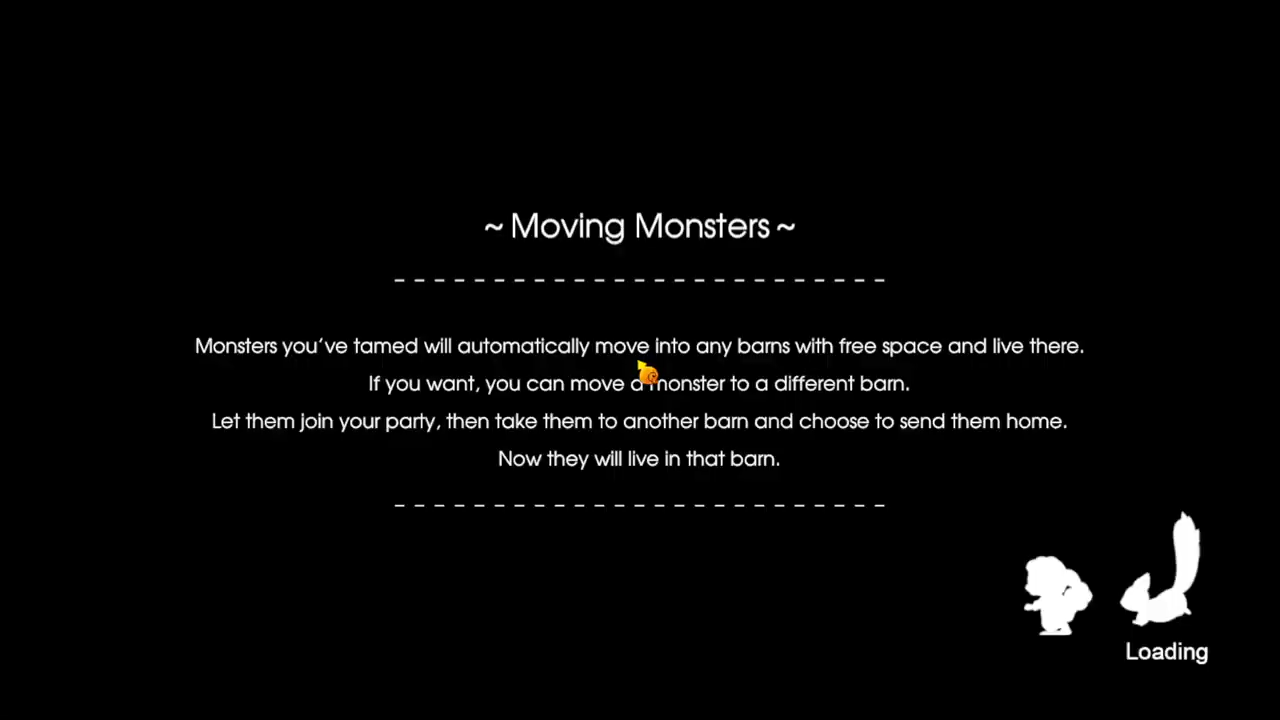 ~ Moving Monsters ~
Monsters you've tamed will automatically move into any barns with free space and live there.
If you want, you can move a monster to a different barn.
Let them join your party, then take them to another barn and choose to send them home.
Now they will live in that barn.
Loading